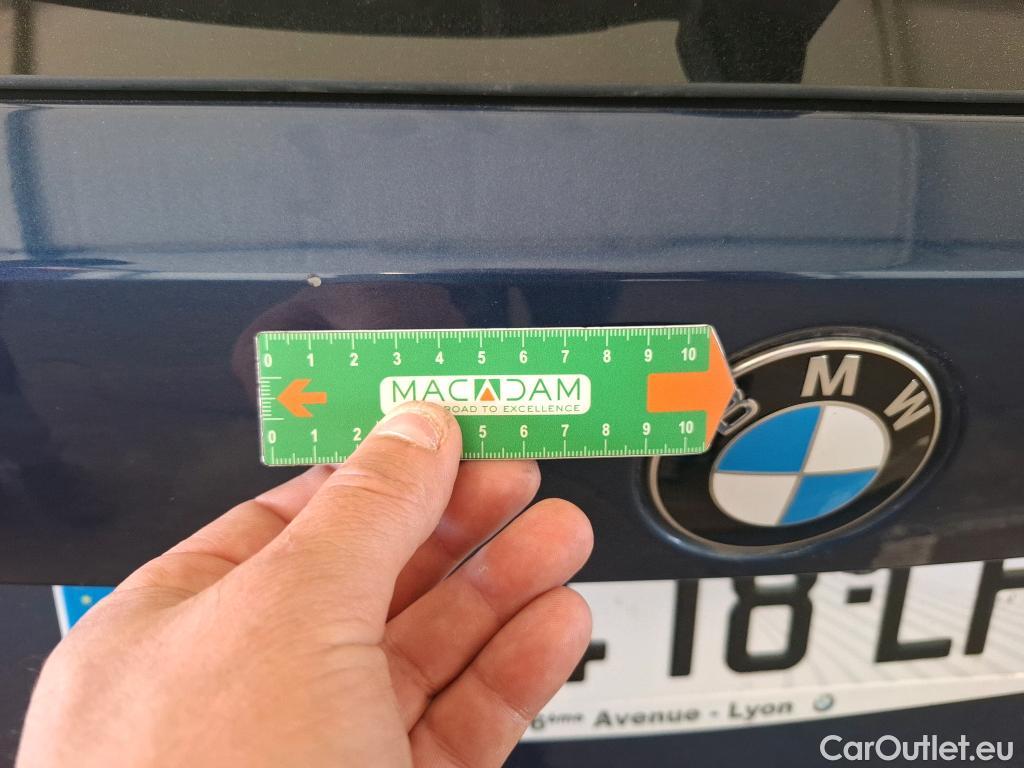 0 1 2 3 4 5 6 7 8 9 10
MACADAM
ROAD TO EXCELLENCE
0 1 2 5 6 7 8 9 10
M W
18-L
6ème Avenue - Lyon
CarOutlet.eu